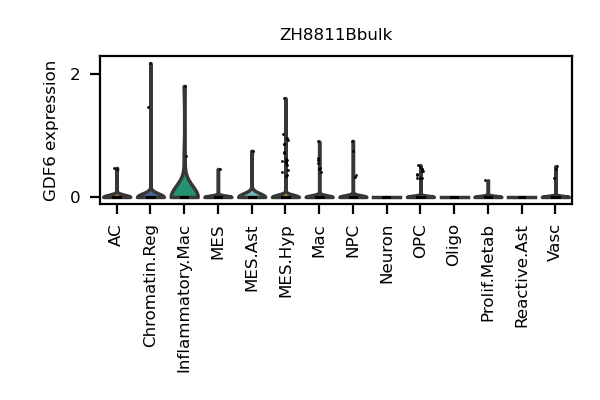 ZH8811Bbulk
GDF6 expression
2
0
AC
Chromatin.Reg
Inflammatory.Mac
MES
MES.Ast
MES.Hyp
Mac
NPC
Neuron
OPC
Oligo
Prolif.Metab
Reactive.Ast
Vasc